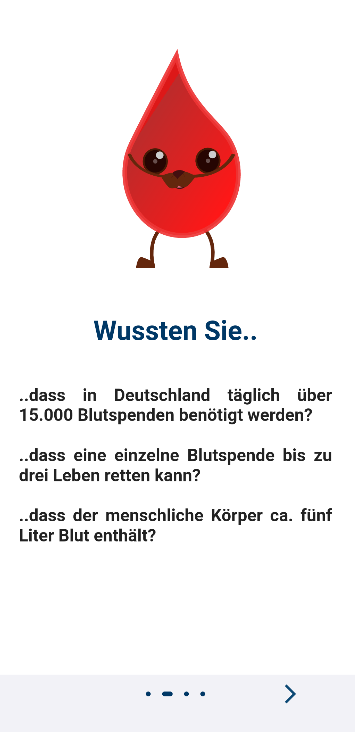 Wussten Sie..
..dass in Deutschland täglich über
15.000 Blutspenden benötigt werden?
..dass eine einzelne Blutspende bis zu
drei Leben retten kann?
..dass der menschliche Körper ca. fünf
Liter Blut enthält?